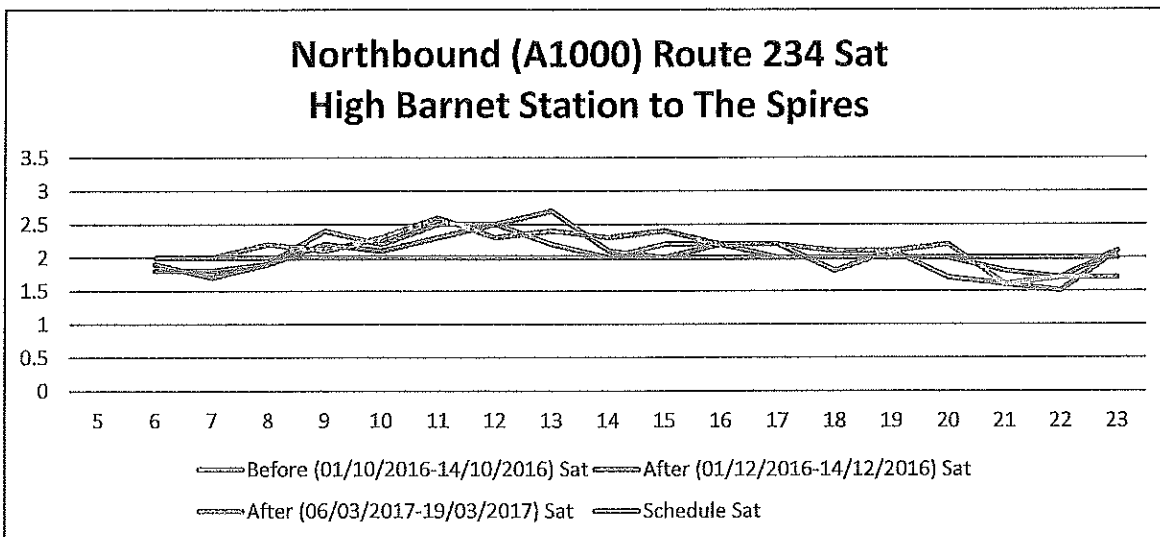 Northbound (A1000) Route 234 Sat
High Barnet Station to The Spires
3.5
3
2.5
2
1.5
1
0.5
0
5 6 7 8 9 10 11 12 13 14 15 16 17 18 19 20 21 22 23
Before (01/10/2016-14/10/2016) Sat After (01/12/2016-14/12/2016) Sat
After (06/03/2017-19/03/2017) Sat Schedule Sat